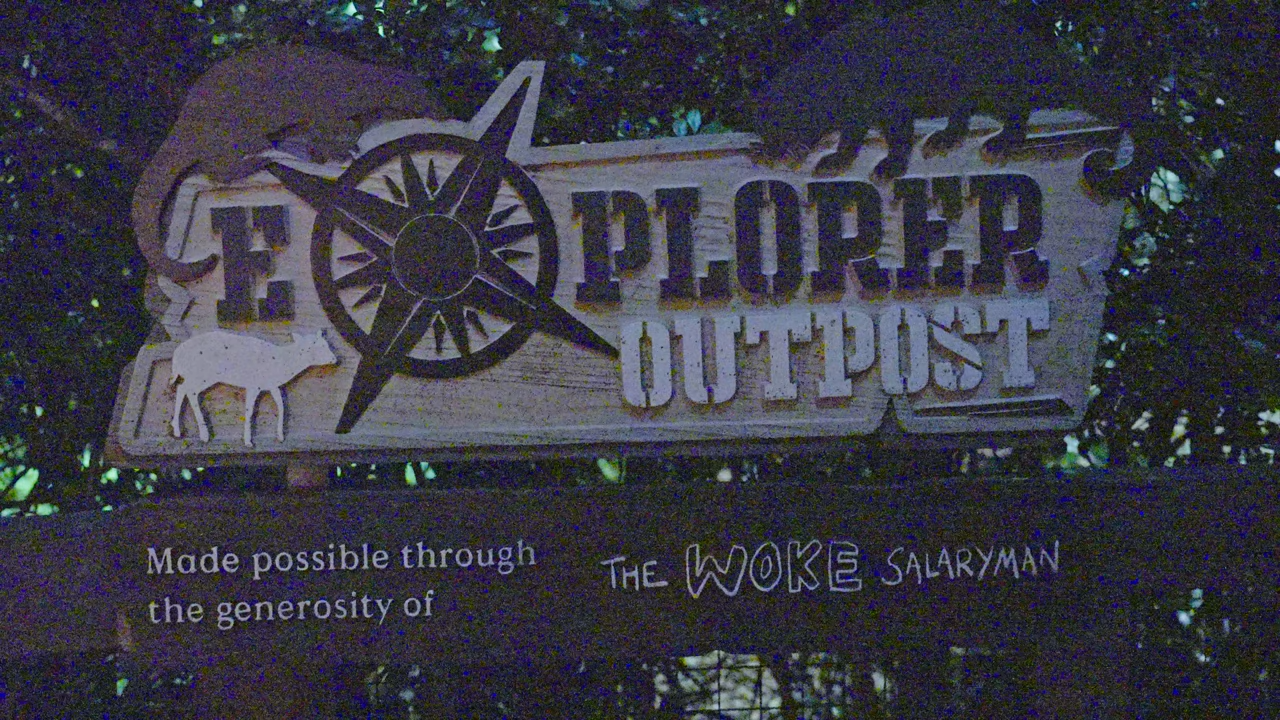 EXPLORER
OUTPOST
Made possible through
the generosity of
THE WOKE SALARYMAN